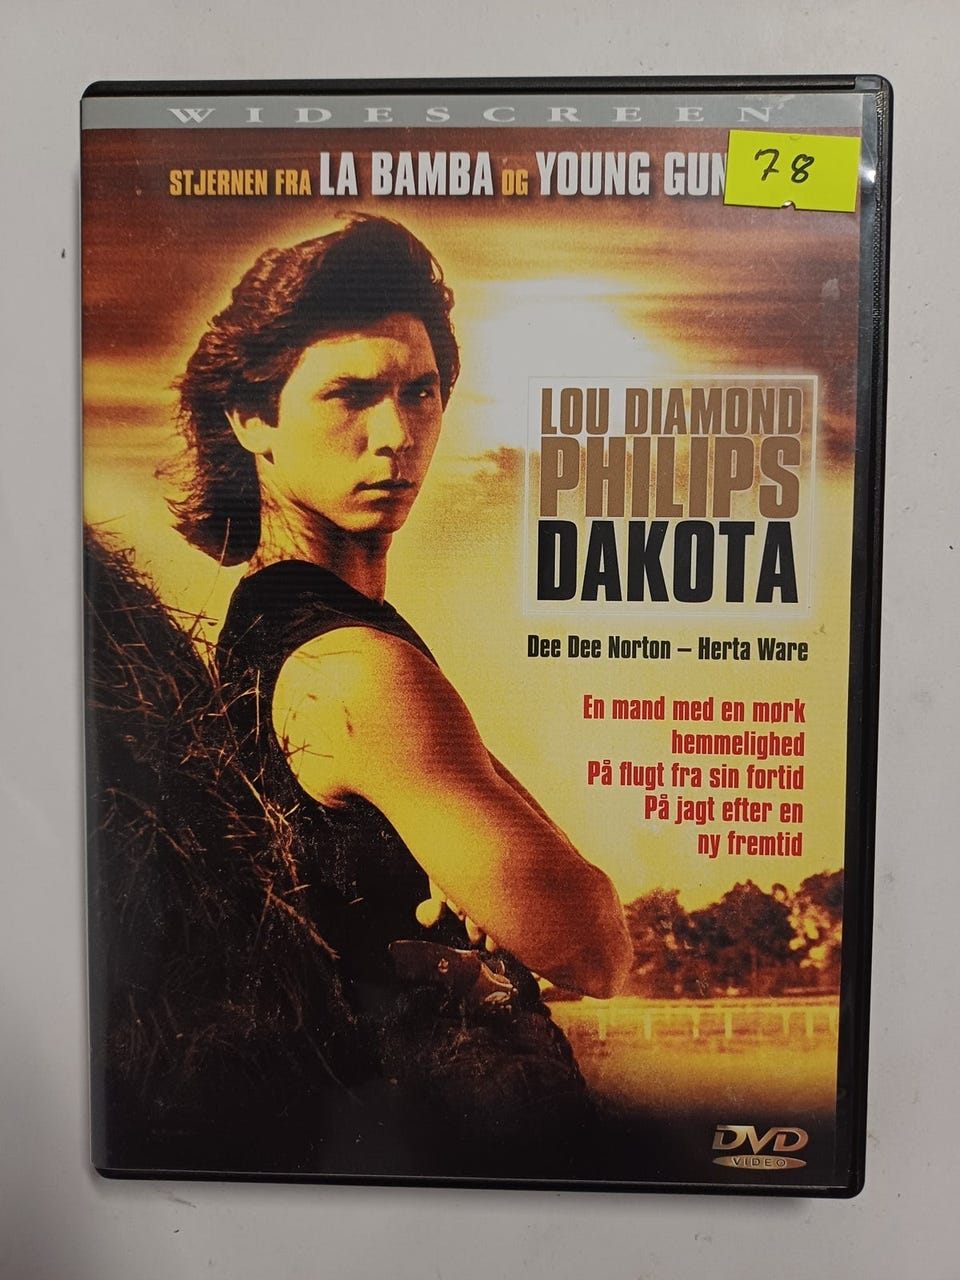 WIDESCREEN
STJERNEN FRA LA BAMBA OG YOUNG GUN
78
LOU DIAMOND
PHILIPS
DAKOTA
Dee Dee Norton – Herta Ware
En mand med en mørk
hemmelighed
På flugt fra sin fortid
På jagt efter en
ny fremtid
DVD
VIDEO